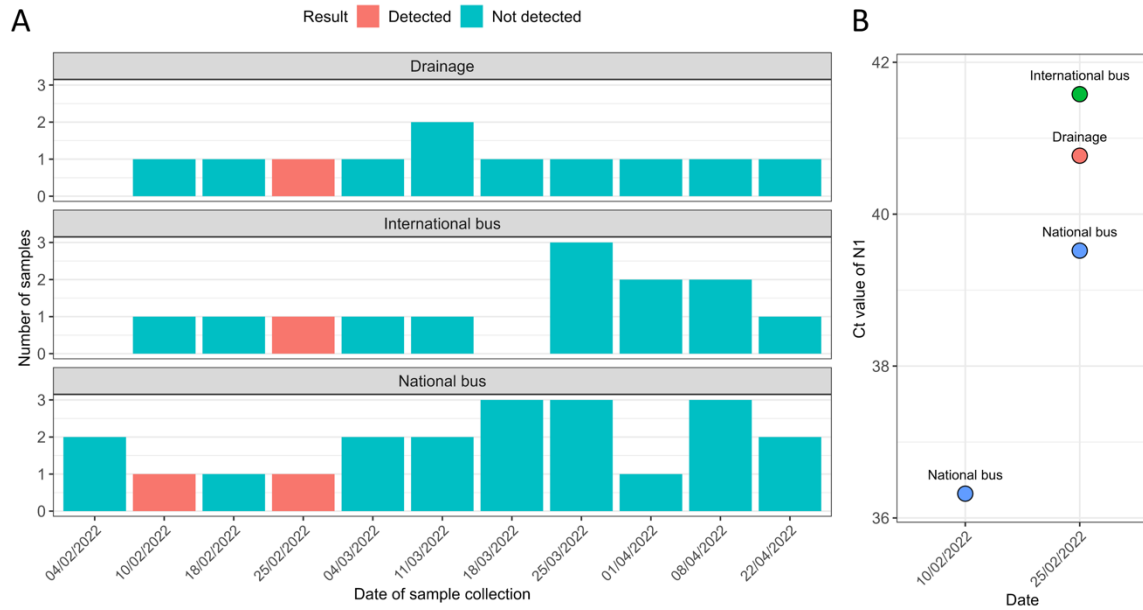 A
Result Detected Not detected
Drainage
3
2
1
0
International bus
3
2
1
0
National bus
3
2
1
0
Number of samples
04/02/2022
10/02/2022
18/02/2022
25/02/2022
04/03/2022
11/03/2022
18/03/2022
25/03/2022
01/04/2022
08/04/2022
22/04/2022
Date of sample collection
B
42
40
38
36
Ct value of N1
International bus
Drainage
National bus
National bus
10/02/2022
25/02/2022
Date